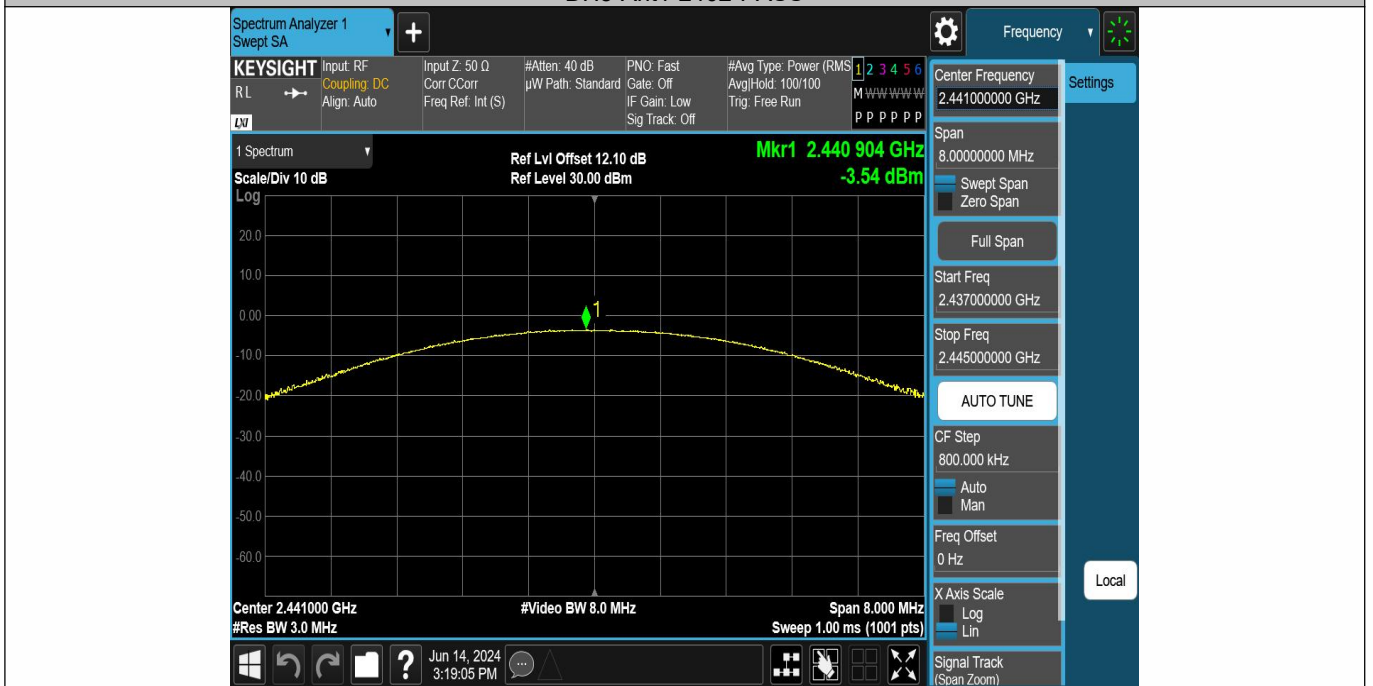 Spectrum Analyzer 1
Swept SA
Frequency
KEYSIGHT
RL
LXI
Input: RF
Coupling: DC
Align: Auto
Input Z: 50 Ω
Corr CCorr
Freq Ref: Int (S)
#Atten: 40 dB
µW Path: Standard
PNO: Fast
Gate: Off
IF Gain: Low
Sig Track: Off
#Avg Type: Power (RMS
Avg|Hold: 100/100
Trig: Free Run
1 2 3 4 5 6
M W W W W W
P P P P P P
1 Spectrum
Scale/Div 10 dB
Log
Ref Lvl Offset 12.10 dB
Ref Level 30.00 dBm
Mkr1 2.440 904 GHz
-3.54 dBm
20.0
10.0
0.00
-10.0
-20.0
-30.0
-40.0
-50.0
-60.0
1
Center 2.441000 GHz
#Res BW 3.0 MHz
#Video BW 8.0 MHz
Span 8.000 MHz
Sweep 1.00 ms (1001 pts)
Jun 14, 2024
3:19:05 PM
Center Frequency
2.441000000 GHz
Settings
Span
8.00000000 MHz
Swept Span
Zero Span
Full Span
Start Freq
2.437000000 GHz
Stop Freq
2.445000000 GHz
AUTO TUNE
CF Step
800.000 kHz
Auto
Man
Freq Offset
0 Hz
X Axis Scale
Log
Lin
Local
Signal Track
(Span Zoom)